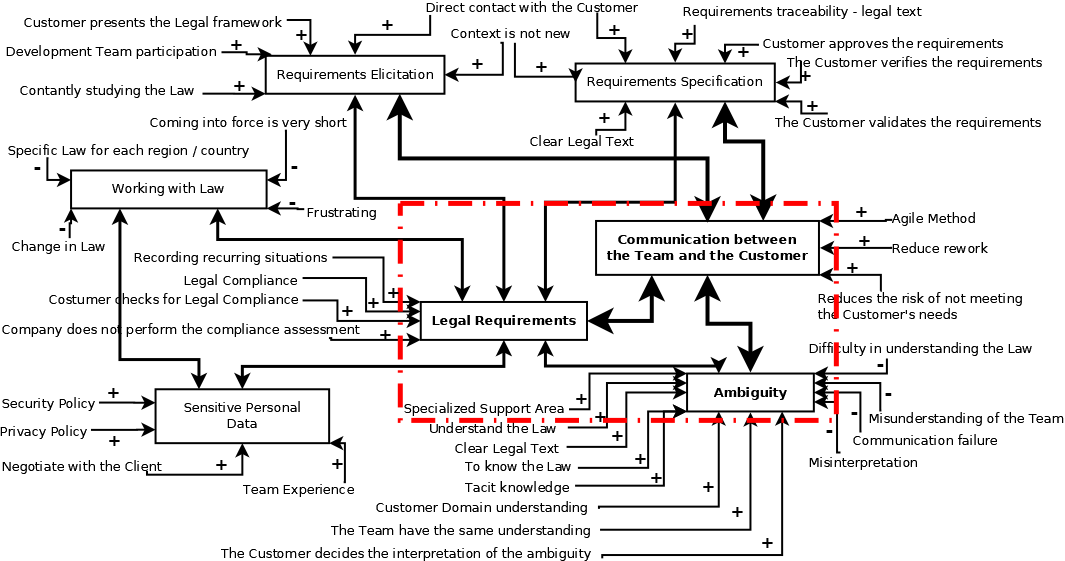 Customer presents the Legal framework
Direct contact with the Customer
Requirements traceability - legal text
Development Team participation
Context is not new
Customer approves the requirements
The Customer verifies the requirements
Requirements Elicitation
Requirements Specification
Contantly studying the Law
Coming into force is very short
The Customer validates the requirements
Clear Legal Text
Specific Law for each region / country
Working with Law
Frustrating
Change in Law
Agile Method
Communication between
the Team and the Customer
Reduce rework
Recording recurring situations
Legal Compliance
Costumer checks for Legal Compliance
Reduces the risk of not meeting
the Customer's needs
Legal Requirements
Company does not perform the compliance assessment
Difficulty in understanding the Law
Ambiguity
Security Policy
Sensitive Personal
Data
Specialized Support Area
Misunderstanding of the Team
Privacy Policy
Understand the Law
Communication failure
Clear Legal Text
Misinterpretation
Negotiate with the Client
To know the Law
Team Experience
Tacit knowledge
Customer Domain understanding
The Team have the same understanding
The Customer decides the interpretation of the ambiguity